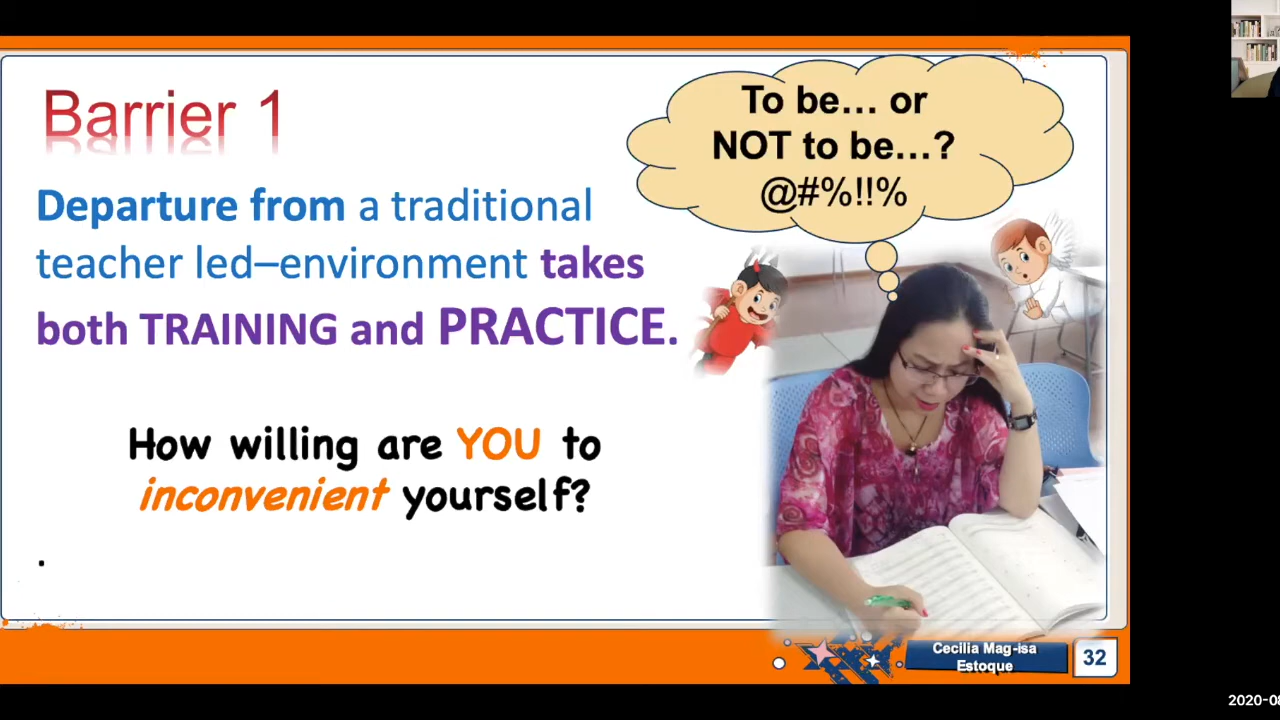 Barrier 1
To be... or
NOT to be...?
@#%!!%
Departure from a traditional
teacher led–environment takes
both TRAINING and PRACTICE.
How willing are YOU to
inconvenient yourself?
.
Cecilia Mag-isa
Estoque
32
2020-08